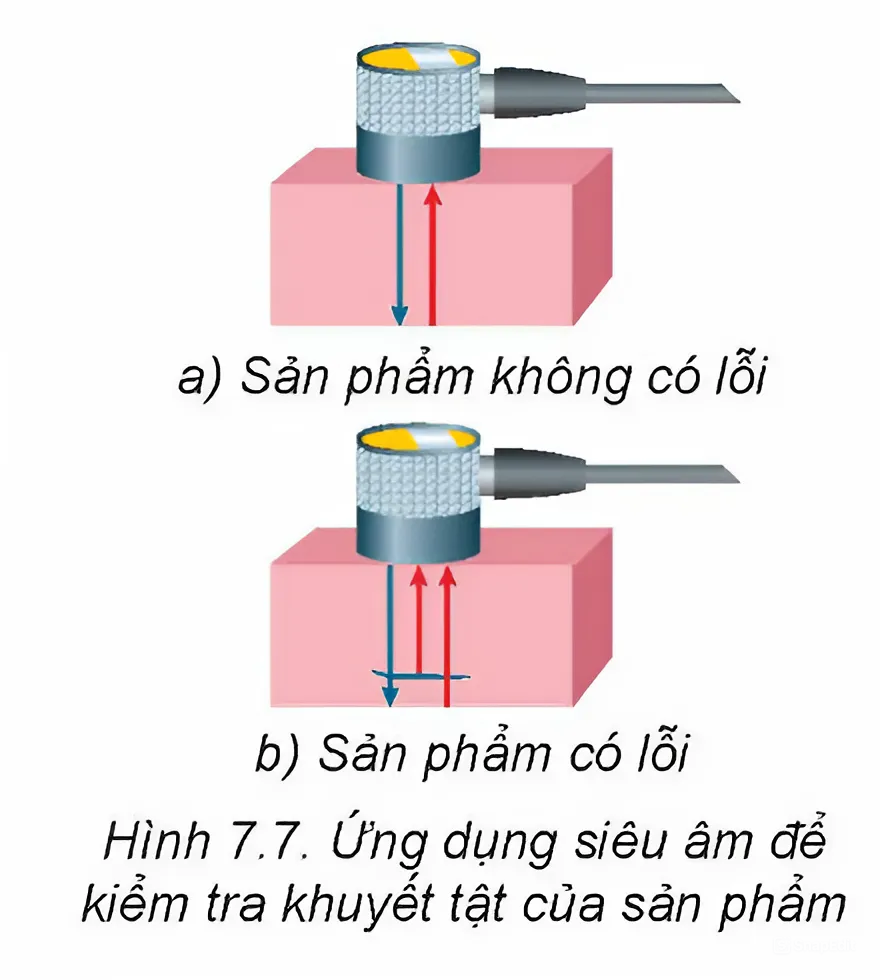 a) Sản phẩm không có lỗi
b) Sản phẩm có lỗi
Hình 7.7. Ứng dụng siêu âm để
kiểm tra khuyết tật của sản phẩm